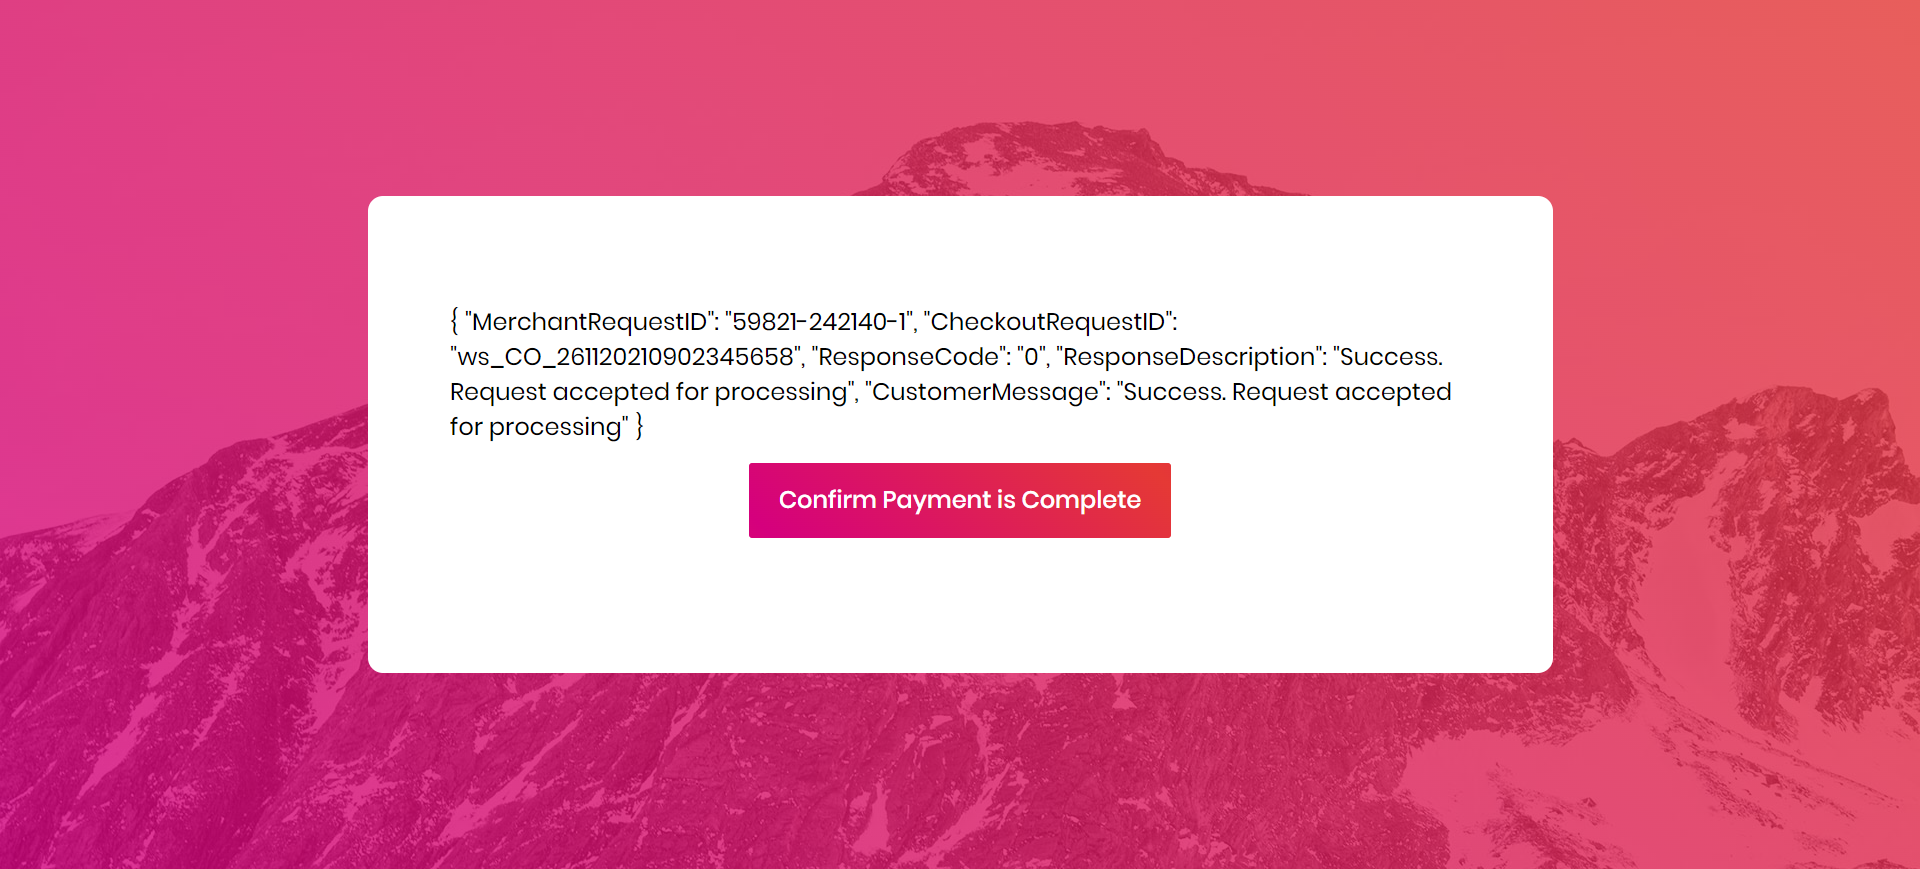 { "MerchantRequestID": "59821-242140-1", "CheckoutRequestID":
"ws_CO_261120210902345658", "ResponseCode": "0", "ResponseDescription": "Success.
Request accepted for processing", "CustomerMessage": "Success. Request accepted
for processing" }
Confirm Payment is Complete